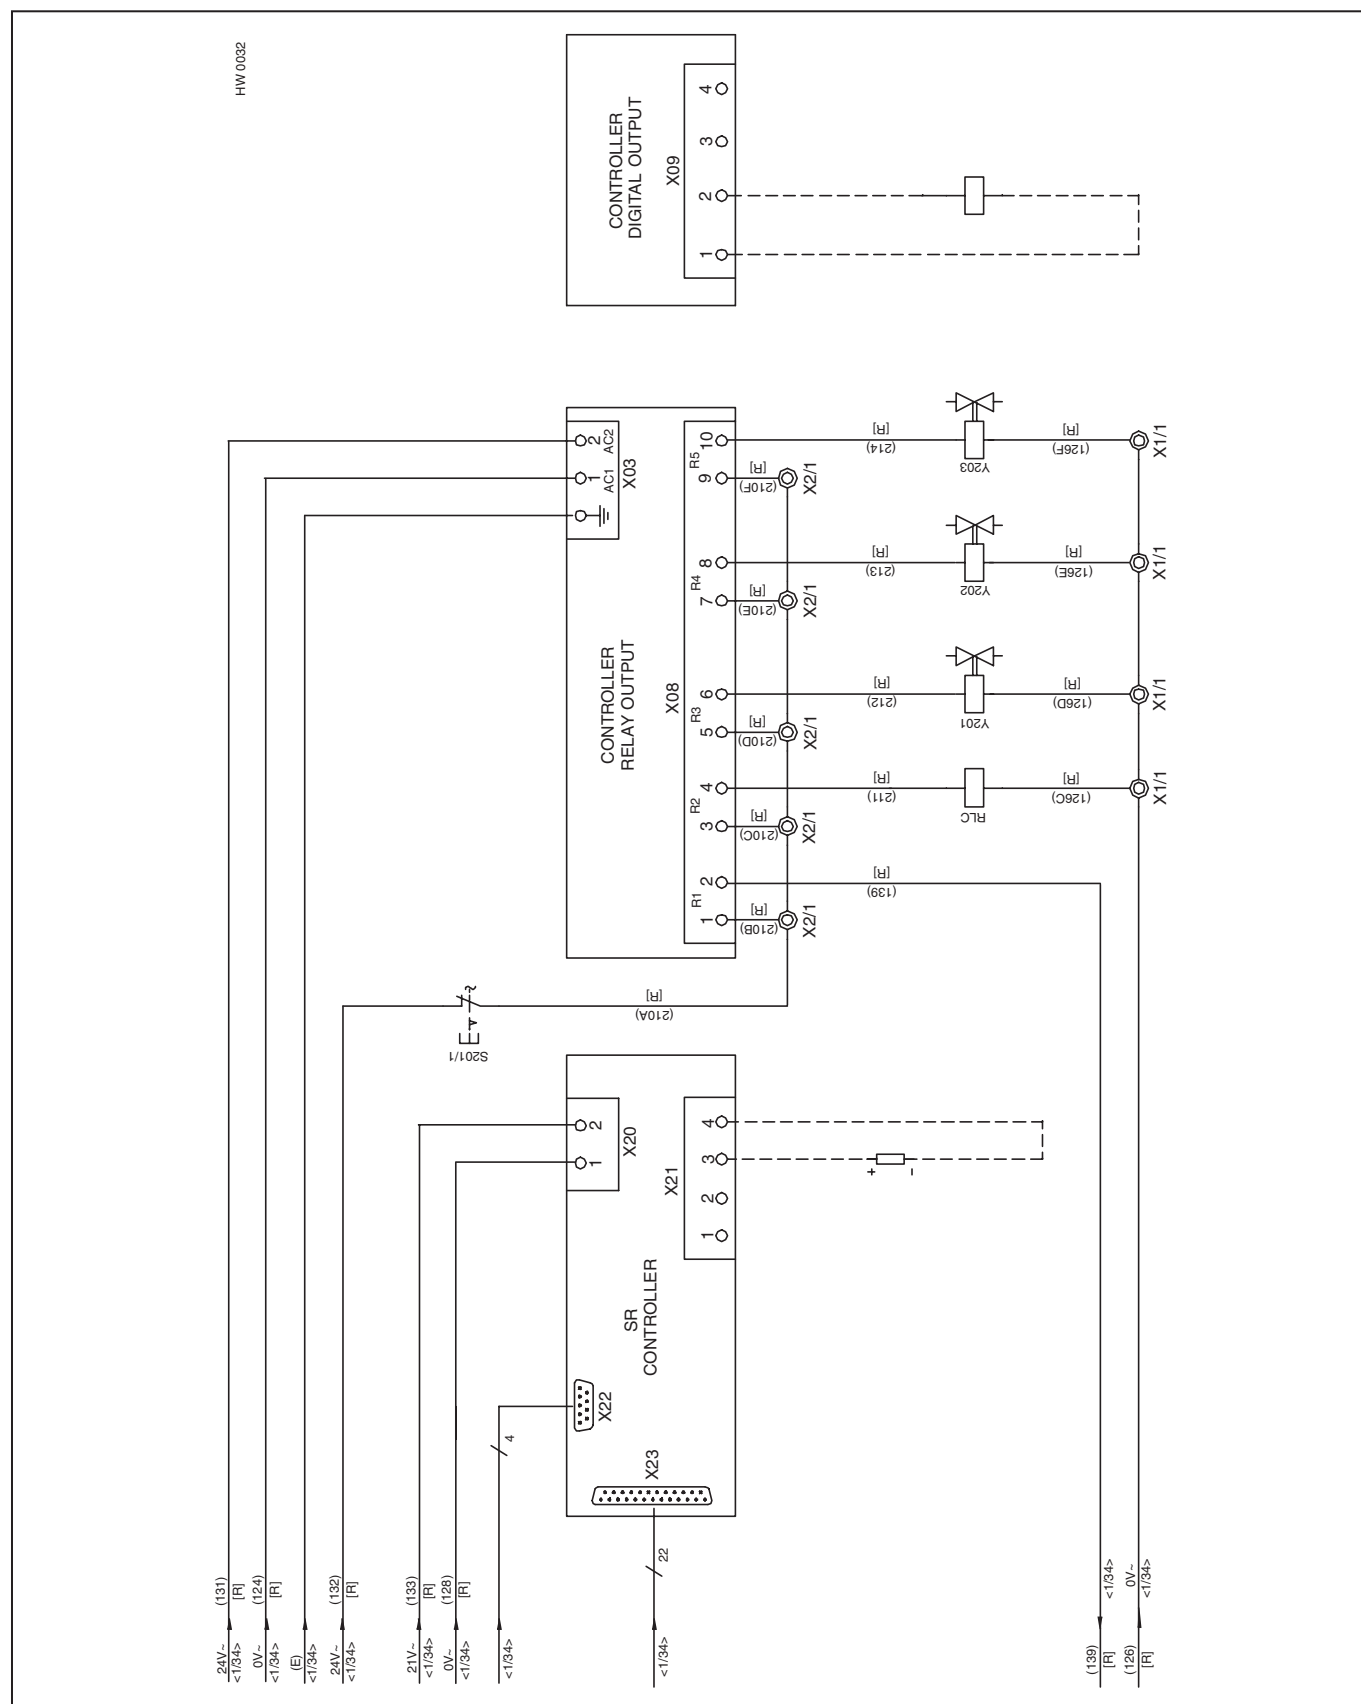 HW 0032
CONTROLLER
DIGITAL OUTPUT
X09
1
2
3
4
CONTROLLER
RELAY OUTPUT
X03
1
2
AC1
AC2
X08
R1
R2
R3
R4
R5
1
2
3
4
5
6
7
8
9
10
(210B)
[R]
(210C)
[R]
(210D)
[R]
(210E)
[R]
(210F)
[R]
X2/1
X2/1
X2/1
X2/1
X2/1
(139)
[R]
(211)
[R]
(212)
[R]
(213)
[R]
(214)
[R]
RLC
Y201
Y202
Y203
(126C)
[R]
(126D)
[R]
(126E)
[R]
(126F)
[R]
X1/1
X1/1
X1/1
X1/1
S201/1
(210A)
[R]
SR
CONTROLLER
X20
1
2
X21
1
2
3
4
+
-
X22
4
X23
22
24V~
<1/34>
(131)
[R]
0V~
<1/34>
(124)
[R]
(E)
<1/34>
24V~
<1/34>
(132)
[R]
21V~
<1/34>
(133)
[R]
0V~
<1/34>
(128)
[R]
<1/34>
<1/34>
(139)
[R]
<1/34>
(126)
[R]
0V~
<1/34>